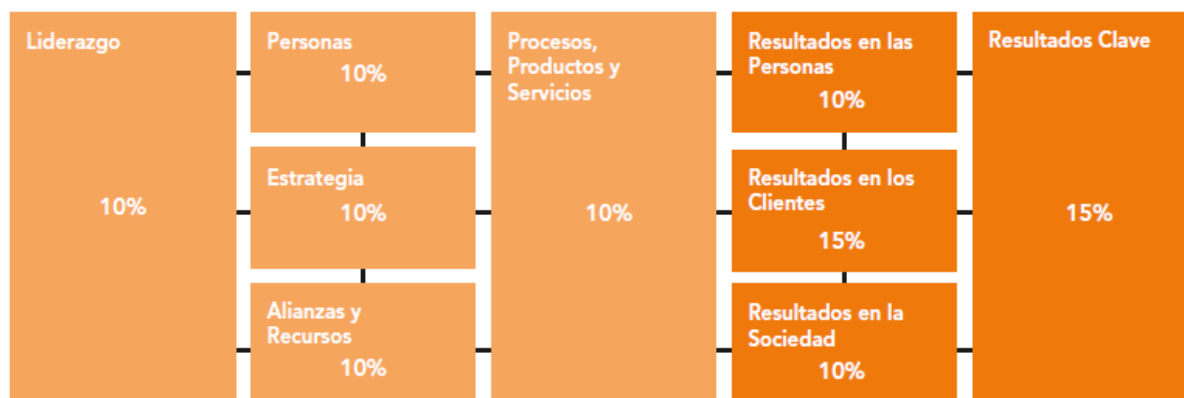 Liderazgo
10%
Personas
10%
Estrategia
10%
Alianzas y
Recursos
10%
Procesos,
Productos y
Servicios
10%
Resultados en las
Personas
10%
Resultados en los
Clientes
15%
Resultados en la
Sociedad
10%
Resultados Clave
15%